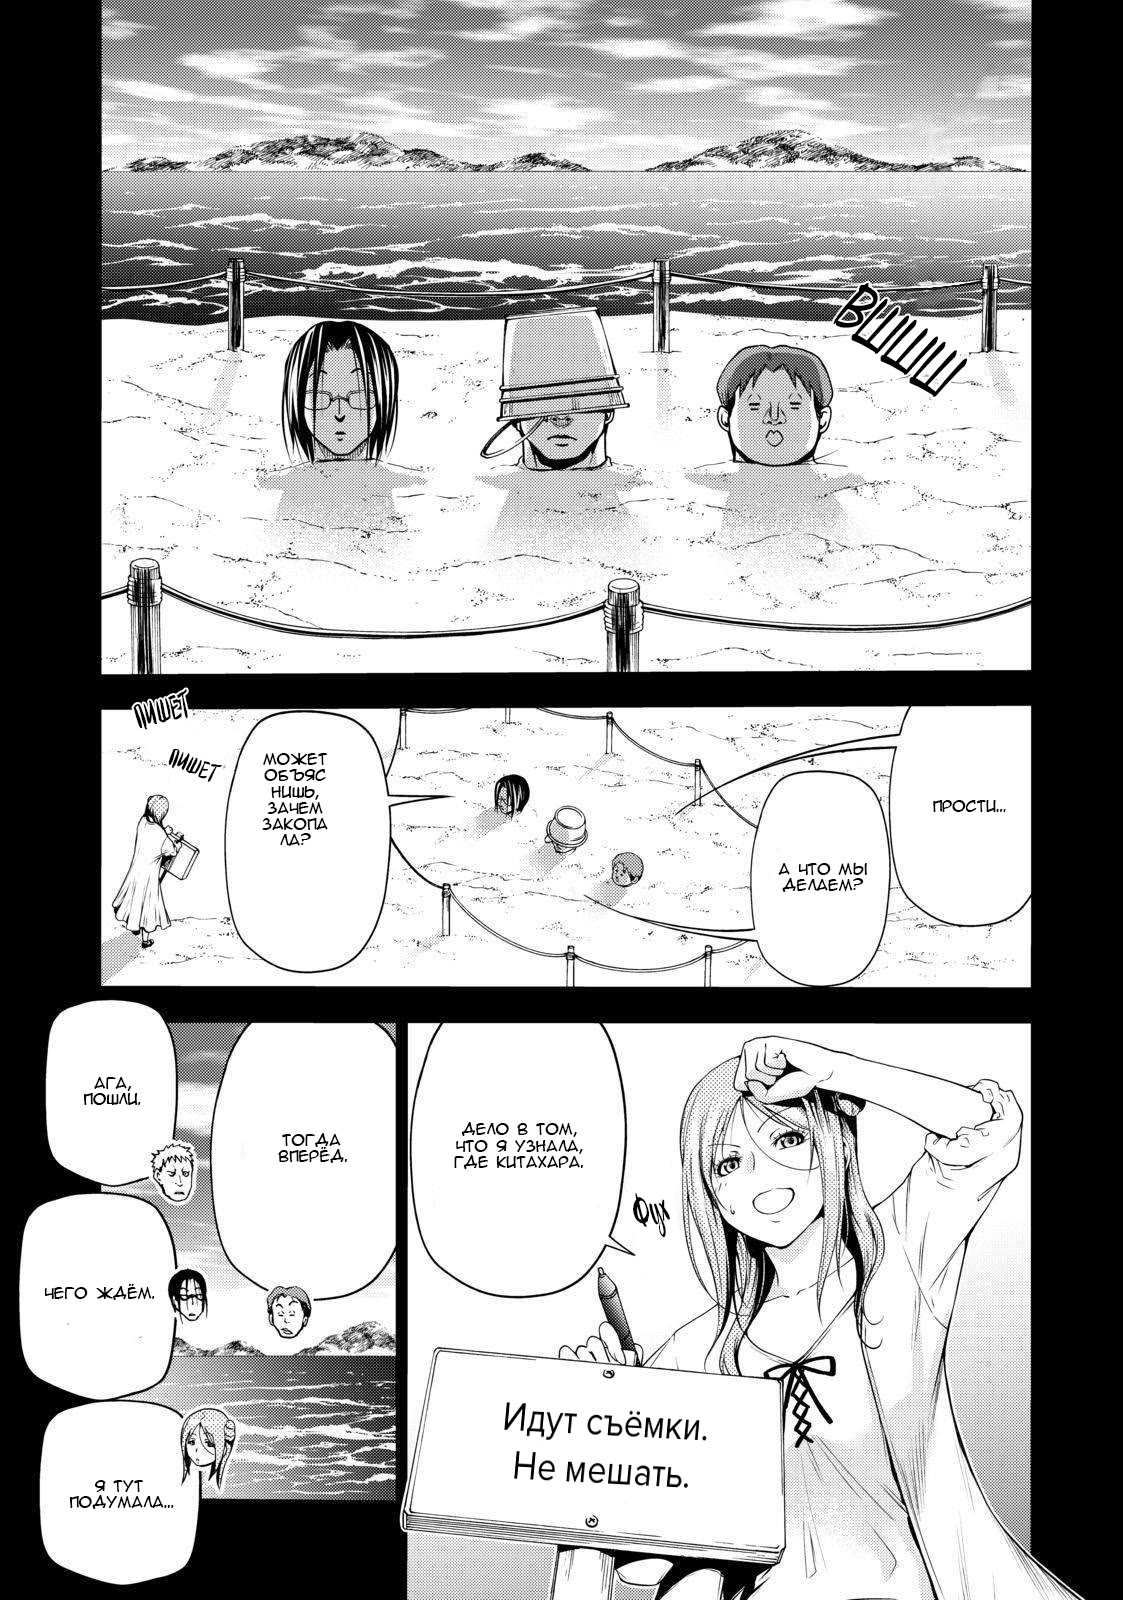 ВШШШШ
ПРОСТИ...
А ЧТО МЫ
ДЕЛАЕМ?
МОЖЕТ
ОБЪЯС
НИШЬ,
ЗАЧЕМ
ЗАКОПА
ЛА?
ПИШЕТ
ПИШЕТ
ДЕЛО В ТОМ,
ЧТО Я УЗНАЛА,
ГДЕ КИТАХАРА.
Фух
Идут съёмки.
Не мешать.
ТОГДА
ВПЕРЁД.
АГА,
ПОШЛИ.
ЧЕГО ЖДЁМ.
Я ТУТ
ПОДУМАЛА...